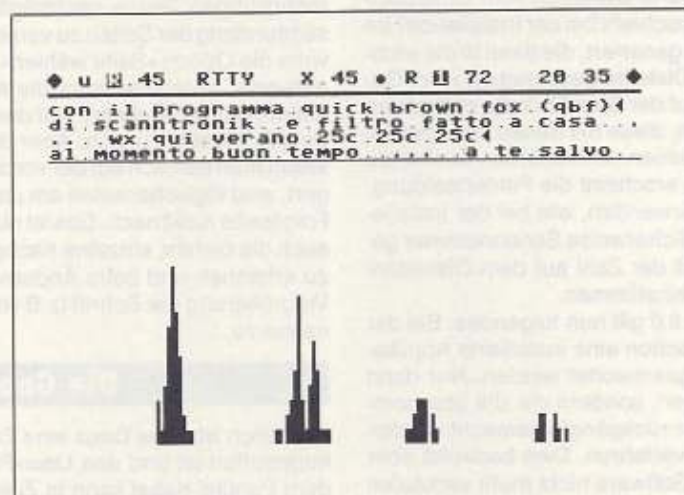 u .45 RTTY X.45 R 72 20 35
con il programma quick brown fox (qbf)
di scanntronik e filtro fatto a casa ..
. ... wx qui verano 25c 25c 25c
al momento buon tempo ..... a te salvo